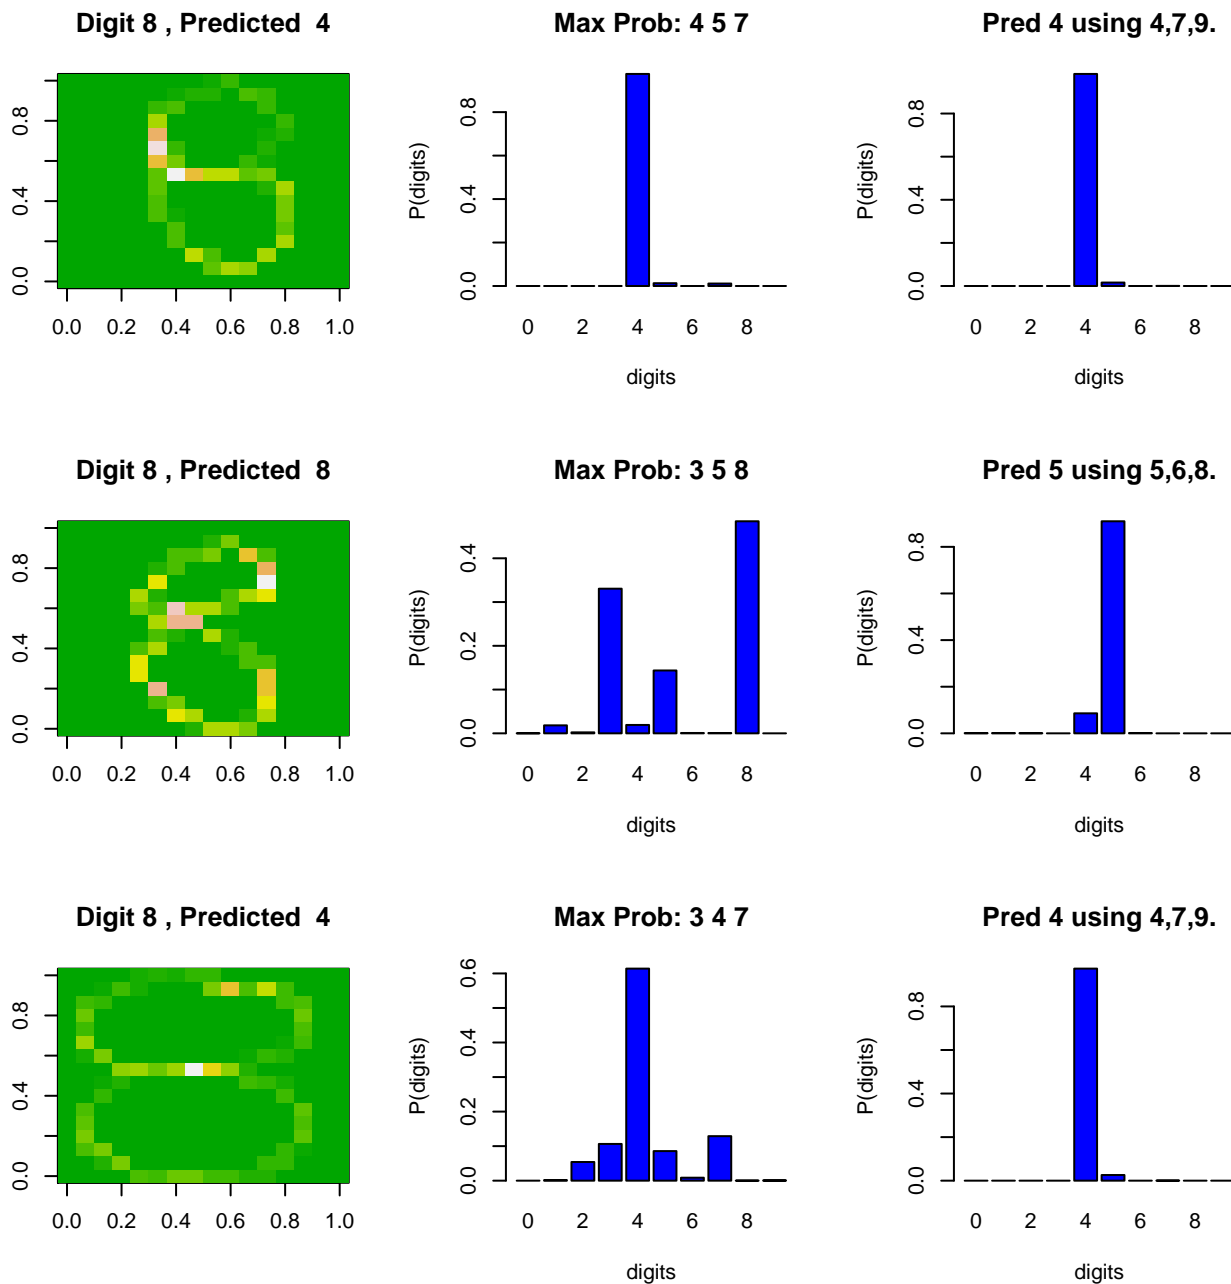 Digit 8 , Predicted 4
Max Prob: 4 5 7
Pred 4 using 4,7,9.
0.0 0.4 0.8
0.0 0.2 0.4 0.6 0.8 1.0
P(digits)
0.0 0.4 0.8
0 2 4 6 8
digits
P(digits)
0.0 0.4 0.8
0 2 4 6 8
digits
Digit 8 , Predicted 8
Max Prob: 3 5 8
Pred 5 using 5,6,8.
0.0 0.4 0.8
0.0 0.2 0.4 0.6 0.8 1.0
P(digits)
0.0 0.2 0.4
0 2 4 6 8
digits
P(digits)
0.0 0.4 0.8
0 2 4 6 8
digits
Digit 8 , Predicted 4
Max Prob: 3 4 7
Pred 4 using 4,7,9.
0.0 0.4 0.8
0.0 0.2 0.4 0.6 0.8 1.0
P(digits)
0.0 0.2 0.4 0.6
0 2 4 6 8
digits
P(digits)
0.0 0.4 0.8
0 2 4 6 8
digits